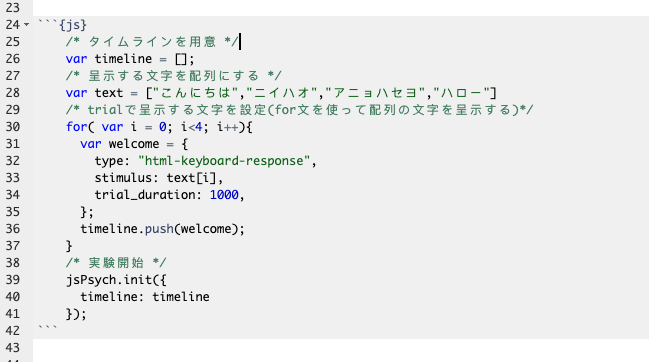 23
24 ```{js}
25 /* タイムラインを用意 */
26 var timeline = [];
27 /* 呈示する文字を配列にする */
28 var text = ["こんにちは","ニイハオ","アニョハセヨ","ハロー"]
29 /* trialで呈示する文字を設定(for文を使って配列の文字を呈示する)*/
30 for( var i = 0; i<4; i++){
31 var welcome = {
32 type: "html-keyboard-response",
33 stimulus: text[i],
34 trial_duration: 1000,
35 };
36 timeline.push(welcome);
37 }
38 /* 実験開始 */
39 jsPsych.init({
40 timeline: timeline
41 });
42 ```
43